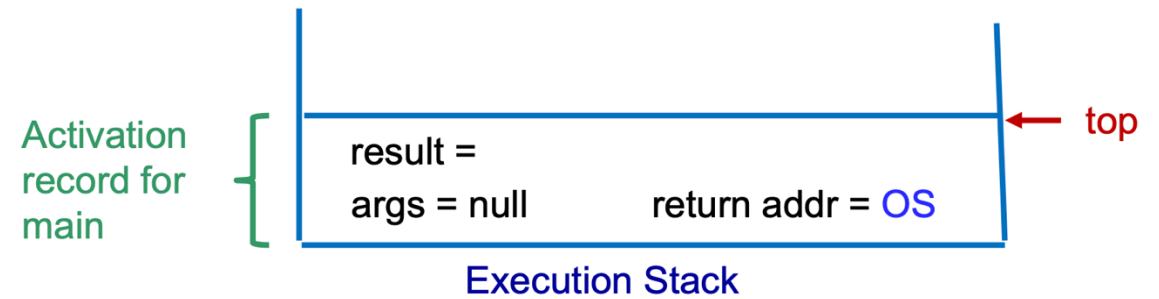 Activation
record for
main
result =
args = null return addr = OS
top
Execution Stack